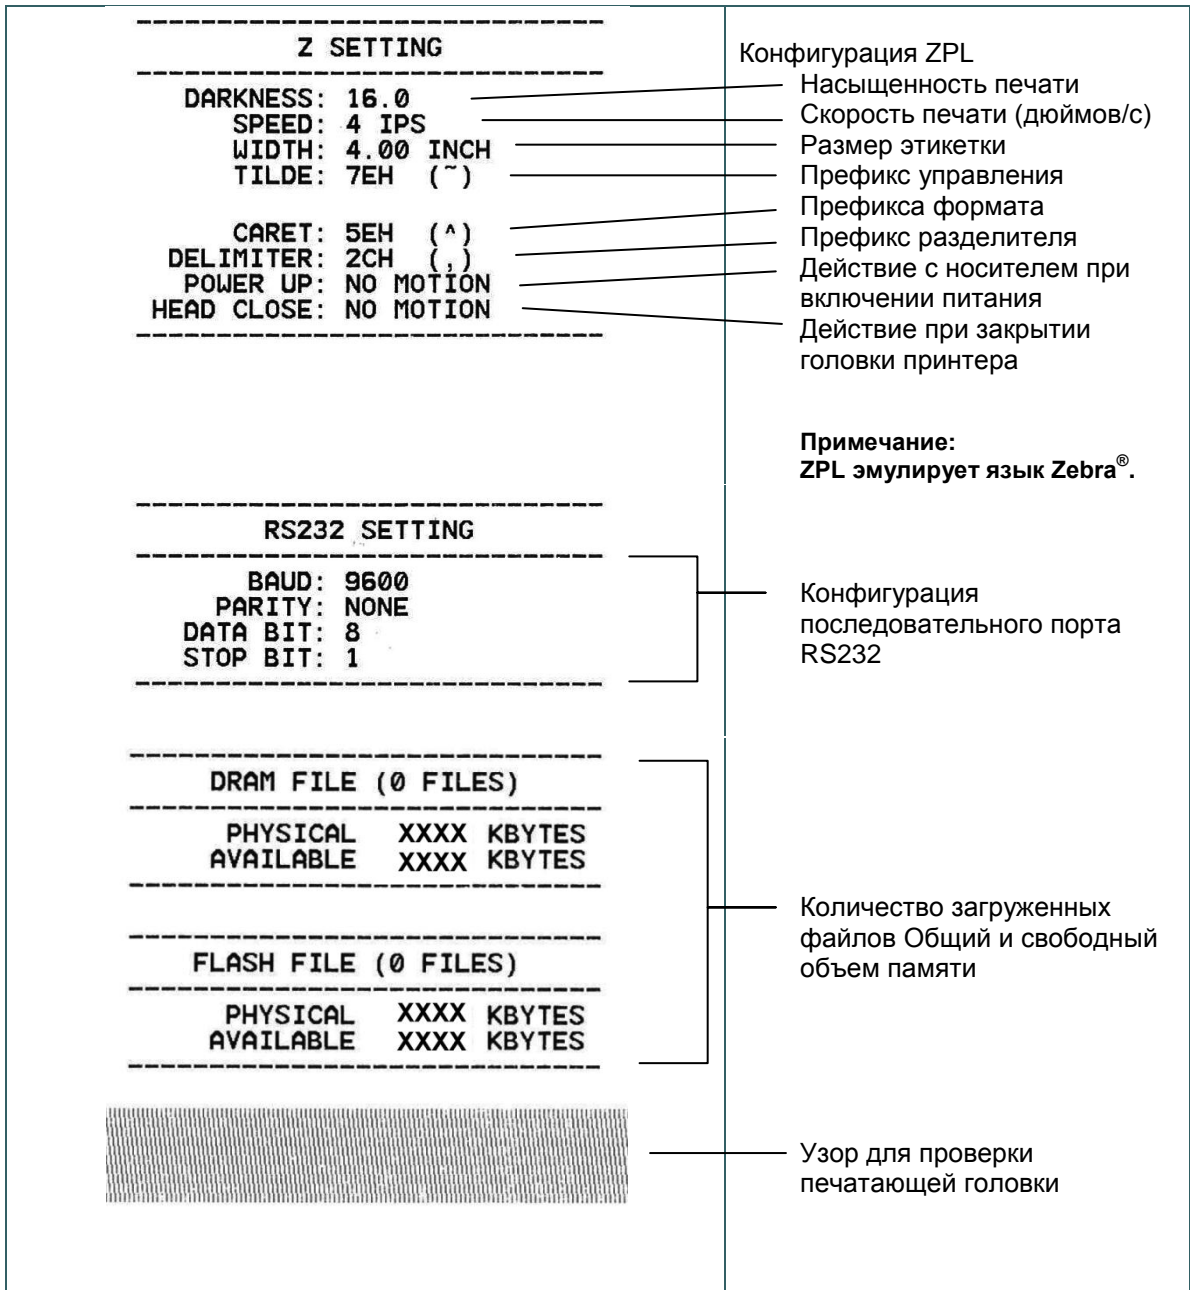 Z SETTING
DARKNESS: 16.0
SPEED: 4 IPS
WIDTH: 4.00 INCH
TILDE: 7EH (~)
CARET: 5EH (^)
DELIMITER: 2CH (,)
POWER UP: NO MOTION
HEAD CLOSE: NO MOTION
Конфигурация ZPL
Насыщенность печати
Скорость печати (дюймов/с)
Размер этикетки
Префикс управления
Префикса формата
Префикс разделителя
Действие с носителем при
включении питания
Действие при закрытии
головки принтера
Примечание:
ZPL эмулирует язык Zebra®.
RS232 SETTING
BAUD: 9600
PARITY: NONE
DATA BIT: 8
STOP BIT: 1
Конфигурация
последовательного порта
RS232
DRAM FILE (0 FILES)
PHYSICAL XXXX KBYTES
AVAILABLE XXXX KBYTES
FLASH FILE (0 FILES)
PHYSICAL XXXX KBYTES
AVAILABLE XXXX KBYTES
Количество загруженных
файлов Общий и свободный
объем памяти
Узор для проверки
печатающей головки